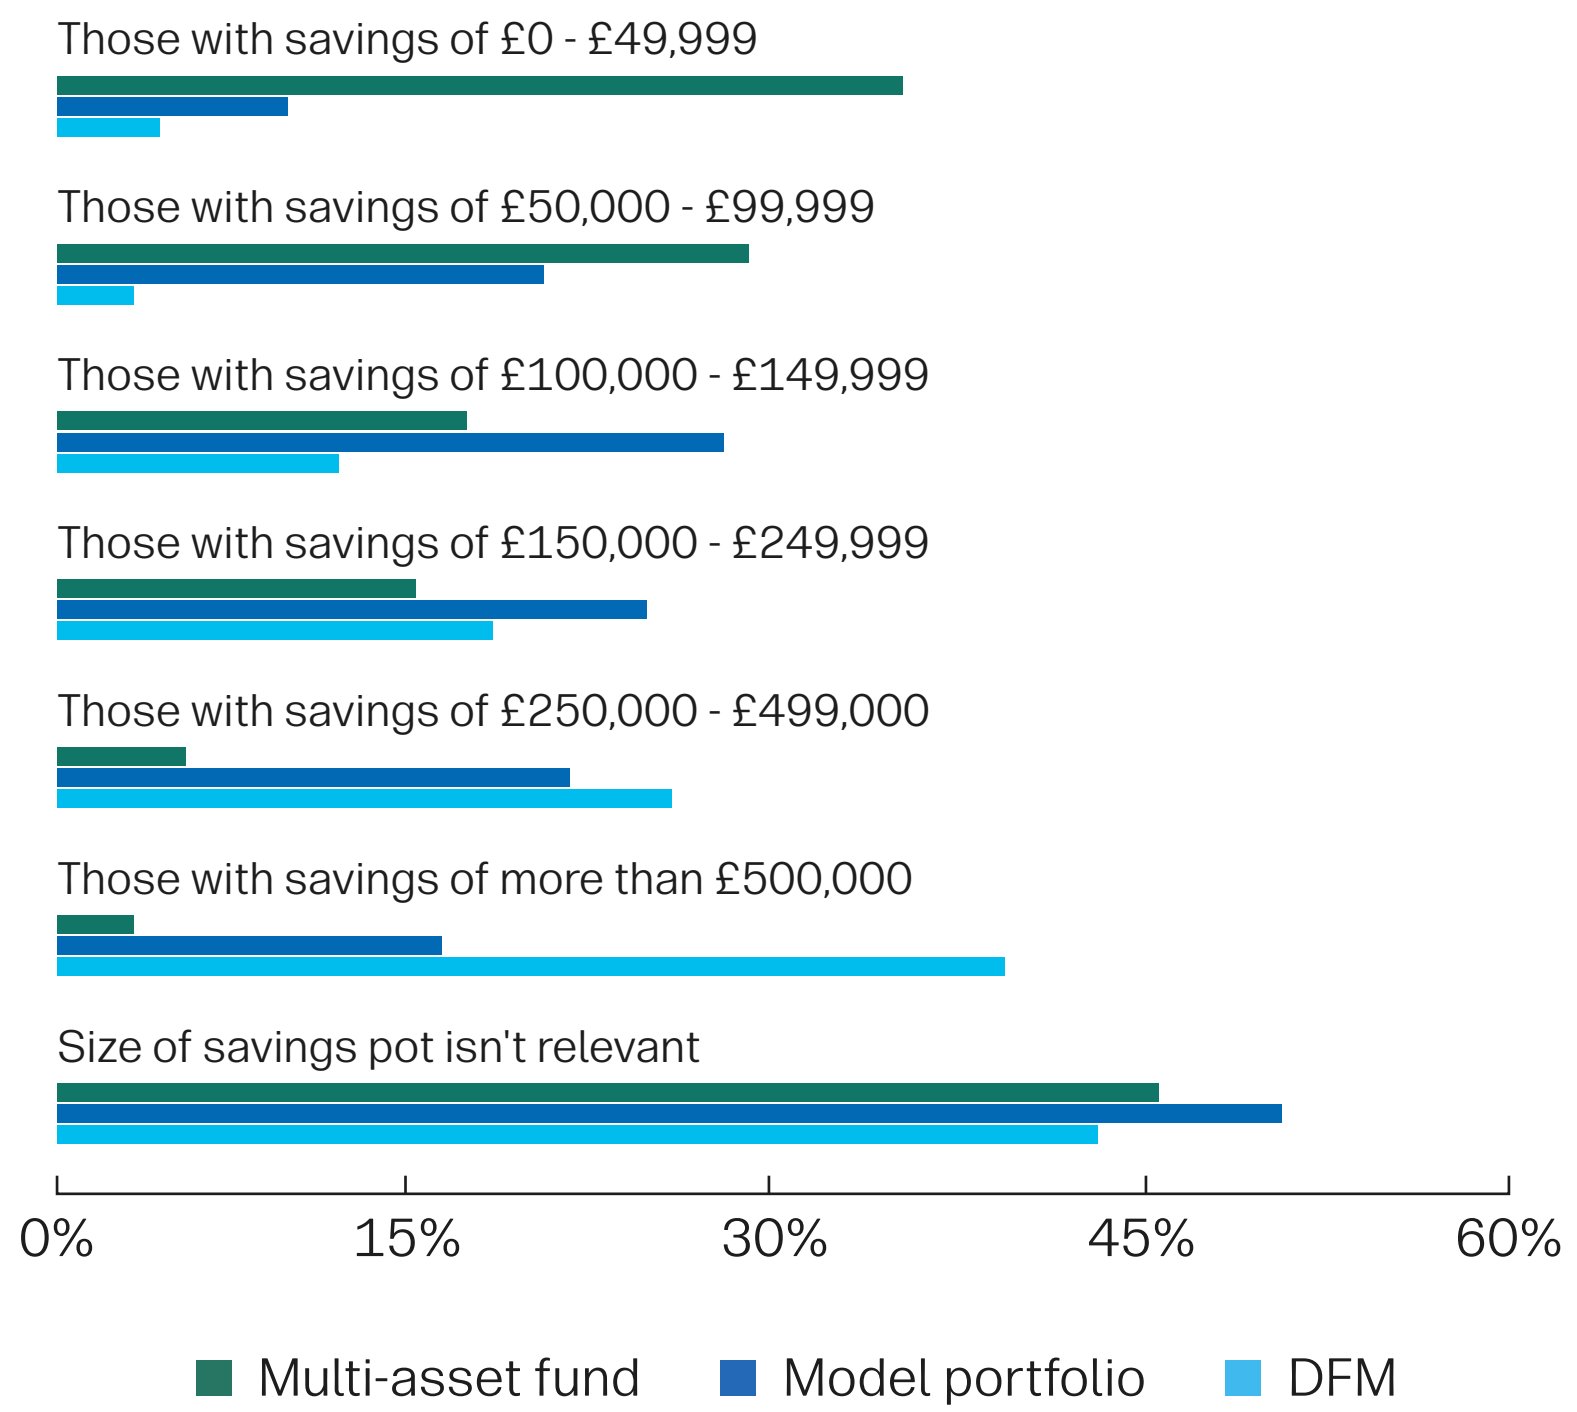 Those with savings of £0 - £49,999
Those with savings of £50,000 - £99,999
Those with savings of £100,000 - £149,999
Those with savings of £150,000 - £249,999
Those with savings of £250,000 - £499,000
Those with savings of more than £500,000
Size of savings pot isn't relevant
0% 15% 30% 45% 60%
Multi-asset fund Model portfolio DFM